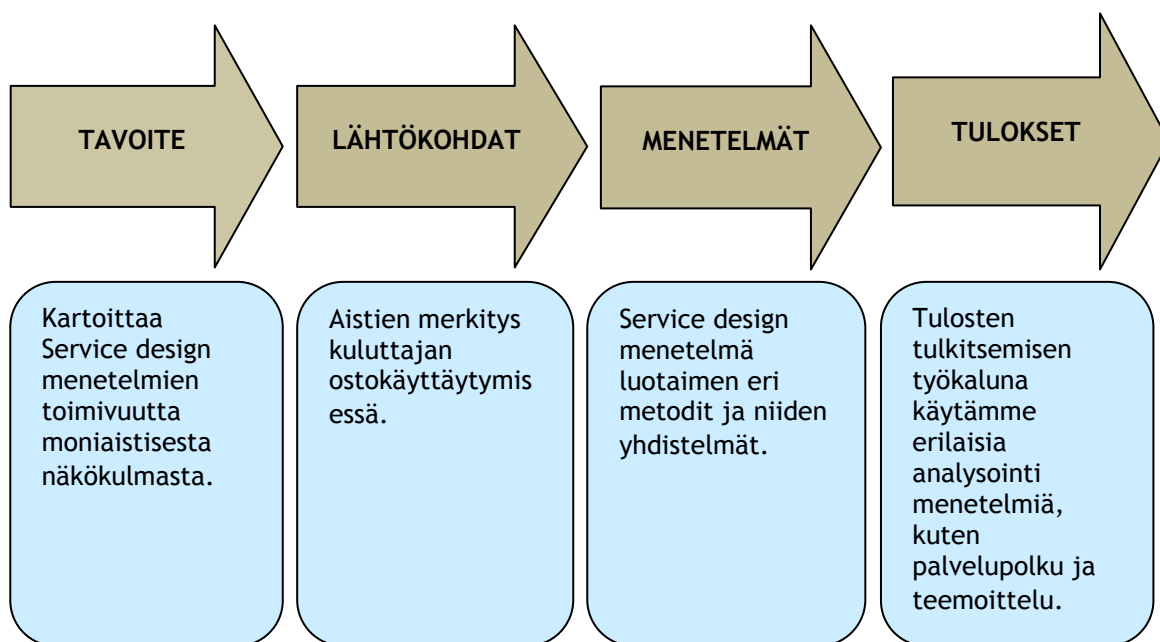 TAVOITE
LÄHTÖKOHDAT
MENETELMÄT
TULOKSET
Kartoittaa
Service design
menetelmien
toimivuutta
moniaistisesta
näkökulmasta.
Aistien merkitys
kuluttajan
ostokäyttäytymis
essä.
Service design
menetelmä
luotaimen eri
metodit ja niiden
yhdistelmät.
Tulosten
tulkitsemisen
työkaluna
käytämme
erilaisia
analysointi
menetelmiä,
kuten
palvelupolku ja
teemoittelu.